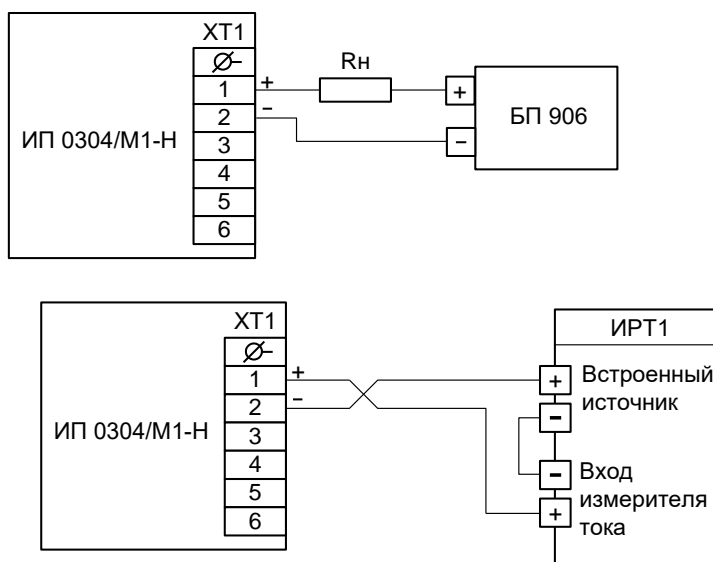 ХТ1
1
2
3
4
5
6
+
−
ИП 0304/М1-Н
Rн
+
−
БП 906
ХТ1
1
2
3
4
5
6
+
−
ИП 0304/М1-Н
ИРТ1
+
Встроенный
источник
−
−
Вход
измерителя
тока
+